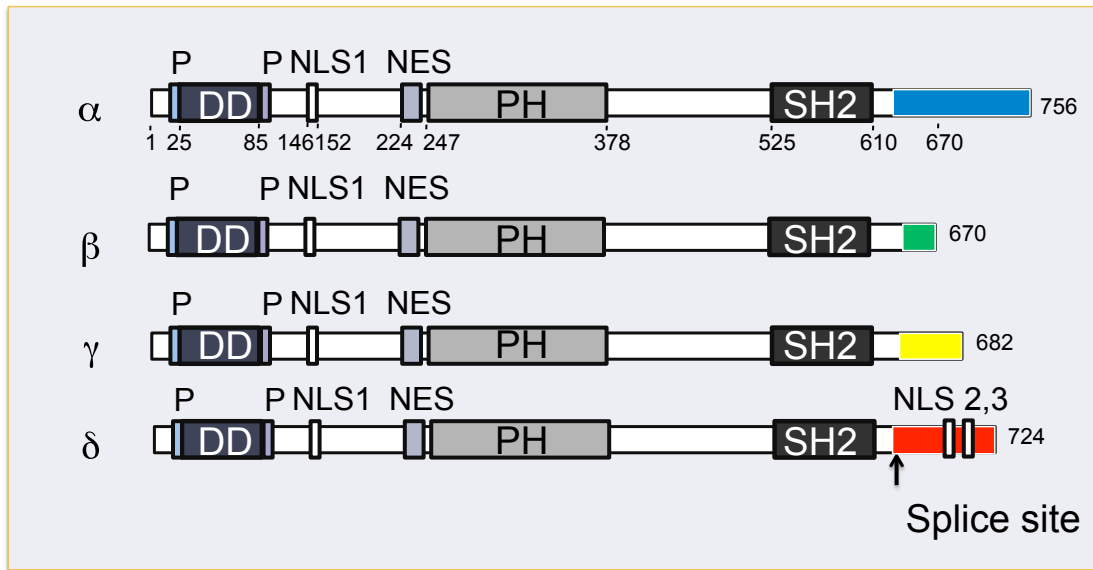 P P NLS1 NES
α DD PH SH2 756
1 25 85 146 152 224 247 378 525 610 670
P P NLS1 NES
β DD PH SH2 670
P P NLS1 NES
γ DD PH SH2 682
P P NLS1 NES NLS 2,3
δ DD PH SH2 724
Splice site